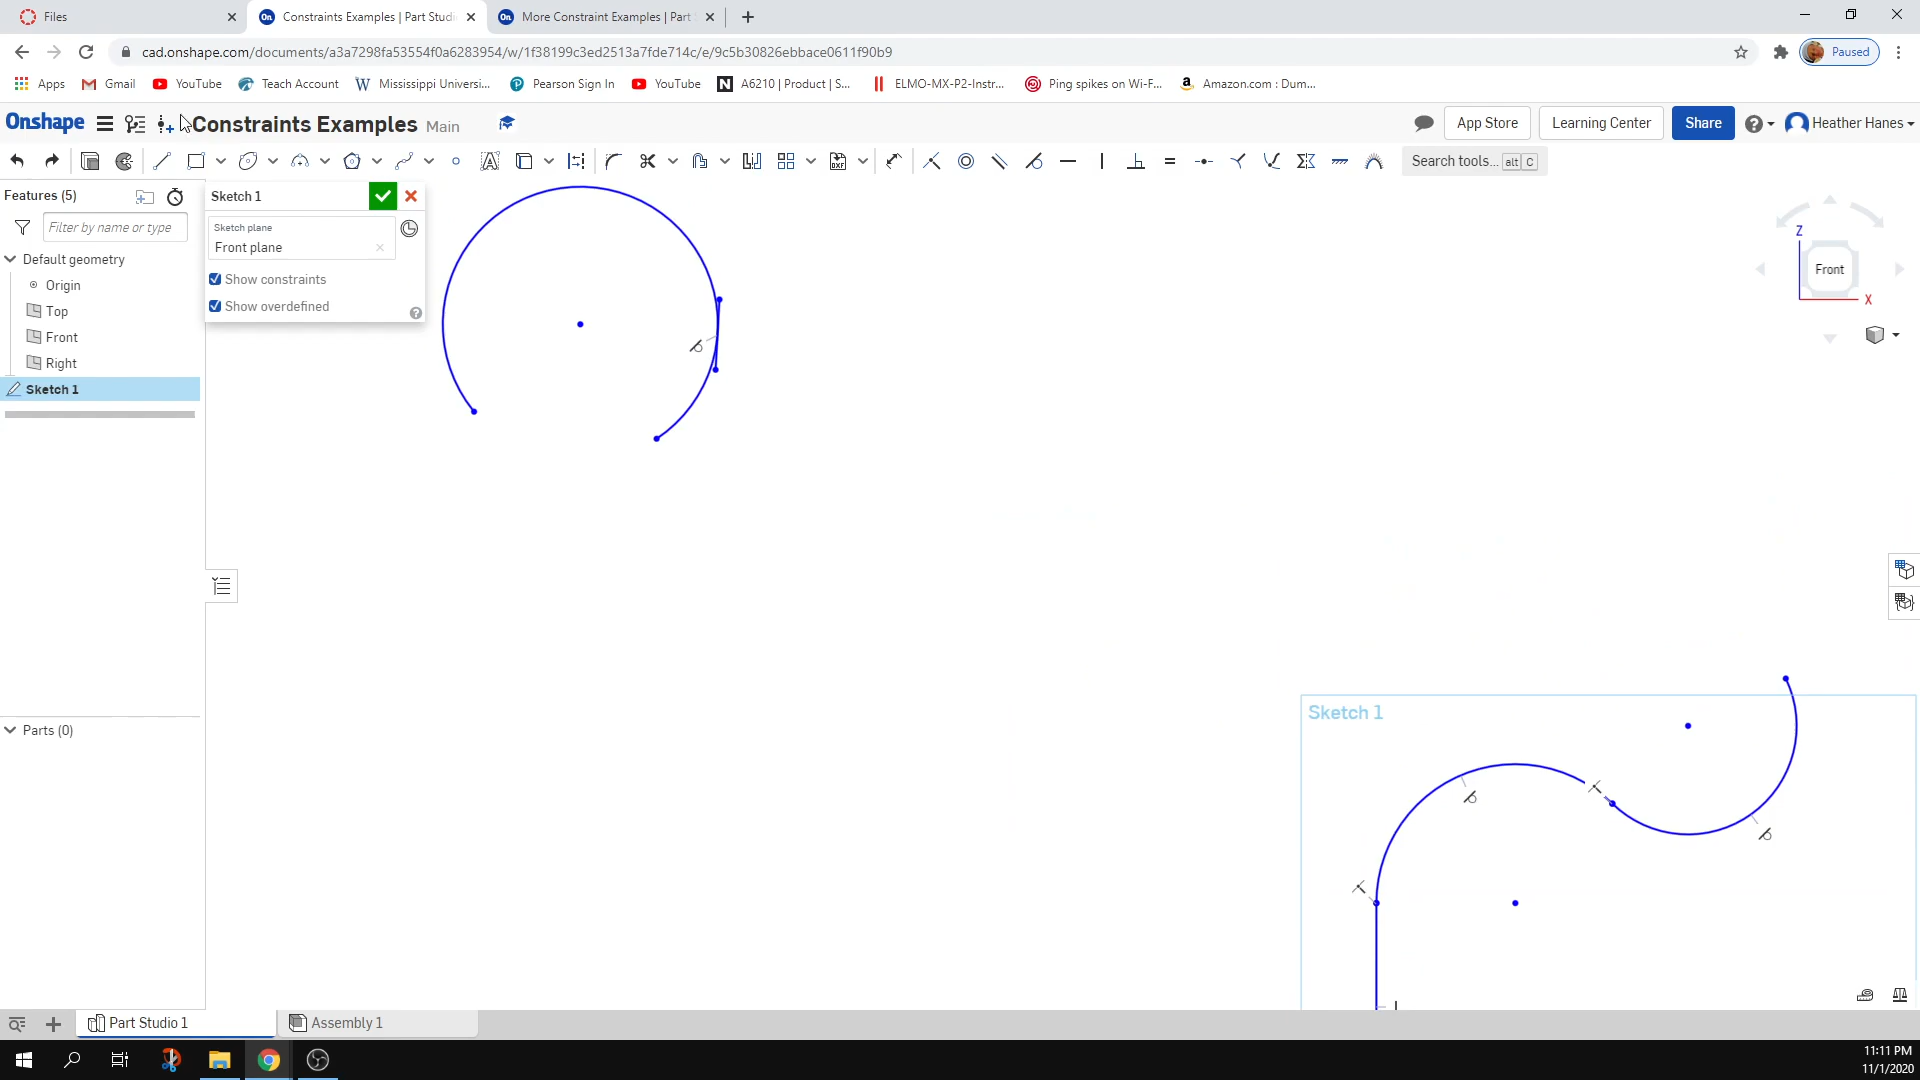 Files
Constraints Examples | Part Studi
More Constraint Examples | Part
cad.onshape.com/documents/a3a7298fa53554f0a6283954/w/1f38199c3ed2513a7fde714c/e/9c5b30826ebbace0611f90b9
Paused
Apps
Gmail
YouTube
Teach Account
Mississippi Universi...
Pearson Sign In
YouTube
A6210 | Product | S...
ELMO-MX-P2-Instr...
Ping spikes on Wi-F...
Amazon.com : Dum...
Onshape
Constraints Examples Main
App Store
Learning Center
Share
Heather Hanes
Search tools... alt C
Features (5)
Filter by name or type
Default geometry
Origin
Top
Front
Right
Sketch 1
Parts (0)
Sketch 1
Sketch plane
Front plane
Show constraints
Show overdefined
Z
Front
X
Sketch 1
Part Studio 1
Assembly 1
11:11 PM
11/1/2020